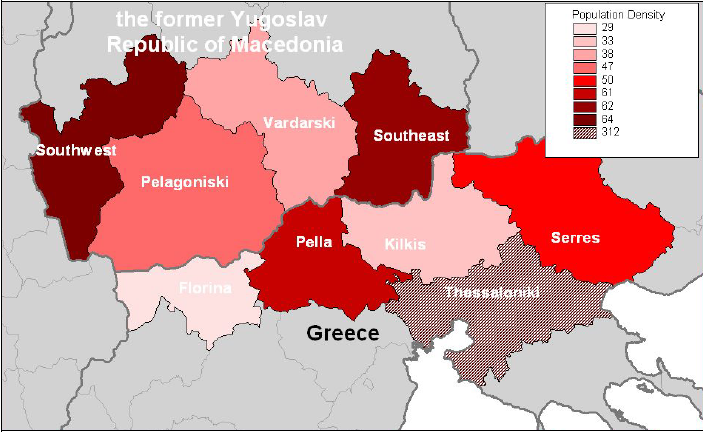 the former Yugoslav
Republic of Macedonia
Population Density
29
33
38
47
50
61
82
64
312
Vardarski
Southeast
Southwest
Pelagoniski
Pella
Kilkis
Serres
Florina
Thessaloniki
Greece